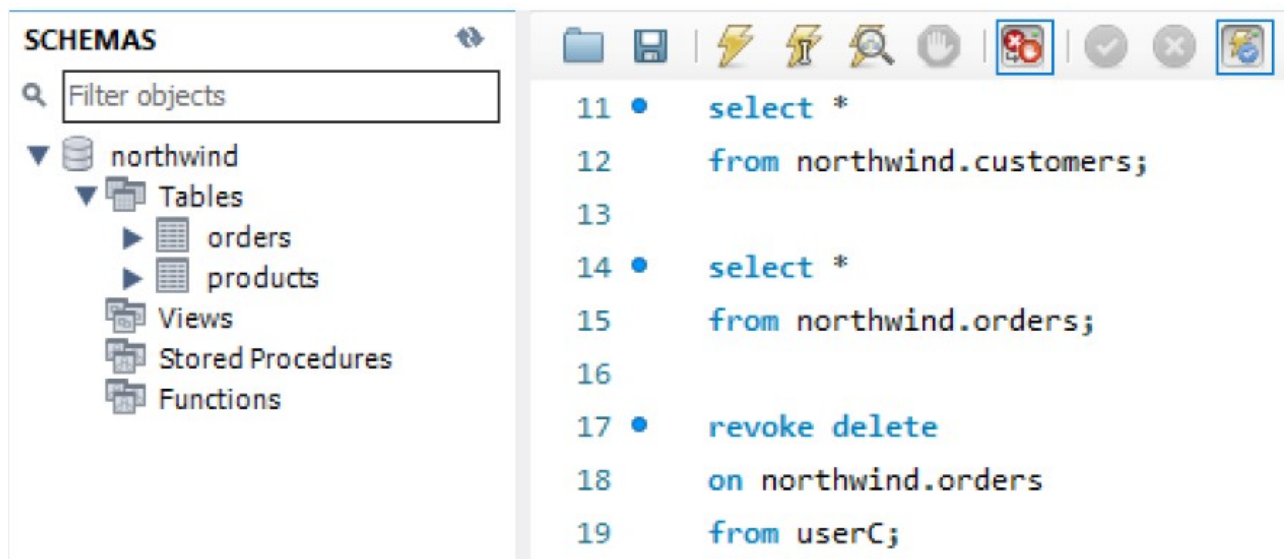 SCHEMAS
Filter objects
northwind
Tables
orders
products
Views
Stored Procedures
Functions
11 select *
12 from northwind.customers;
13
14 select *
15 from northwind.orders;
16
17 revoke delete
18 on northwind.orders
19 from userC;